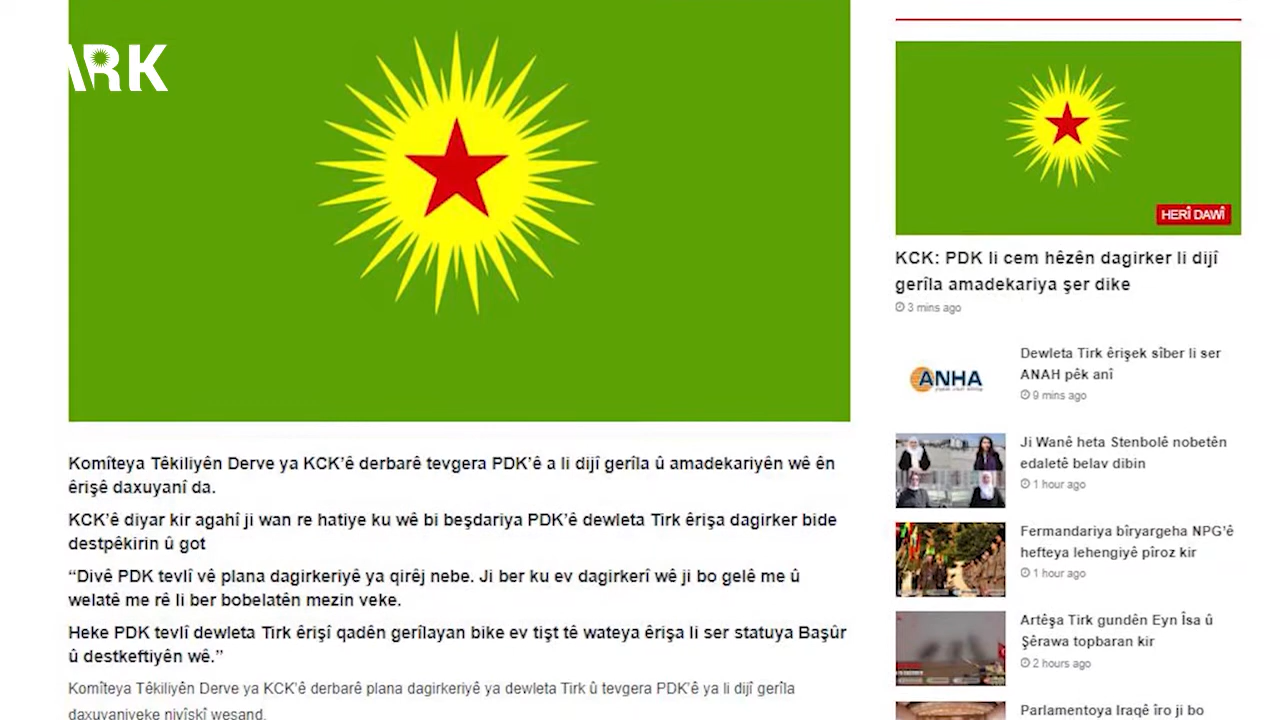 ARK
Komîteya Têkiliyên Derve ya KCK’ê derbarê tevgera PDK’ê a li dijî gerîla û amadekariyên wê ên
êrişê daxuyanî da.
KCK’ê diyar kir agahî ji wan re hatiye ku wê bi beşdariya PDK’ê dewleta Tirk êrişa dagirker bide
destpêkirin û got
“Divê PDK tevlî vê plana dagirkeriyê ya qirêj nebe. Ji ber ku ev dagirkerî wê ji bo gelê me û
welatê me rê li ber bobelatên mezin veke.
Heke PDK tevlî dewleta Tirk êrişî qadên gerîlayan bike ev tişt tê wateya êrişa li ser statuya Başûr
û destkeftiyên wê.”
Komîteya Têkiliyên Derve ya KCK’ê derbarê plana dagirkeriyê ya dewleta Tirk û tevgera PDK’ê ya li dijî gerîla
daxuyaniyeke nivîskî weşand.
HERÎ DAWÎ
KCK: PDK li cem hêzên dagirker li dijî
gerîla amadekariya şer dike
3 mins ago
ANHA
Dewleta Tirk êrişek sîber li ser
ANAH pêk anî
9 mins ago
Ji Wanê heta Stenbolê nobetên
edaletê belav dibin
1 hour ago
Fermandariya bîryargeha NPG’ê
hefteya lehengiyê pîroz kir
1 hour ago
Artêşa Tirk gundên Eyn Îsa û
Şêrawa topbaran kir
2 hours ago
Parlamentoya Iraqê îro ji bo